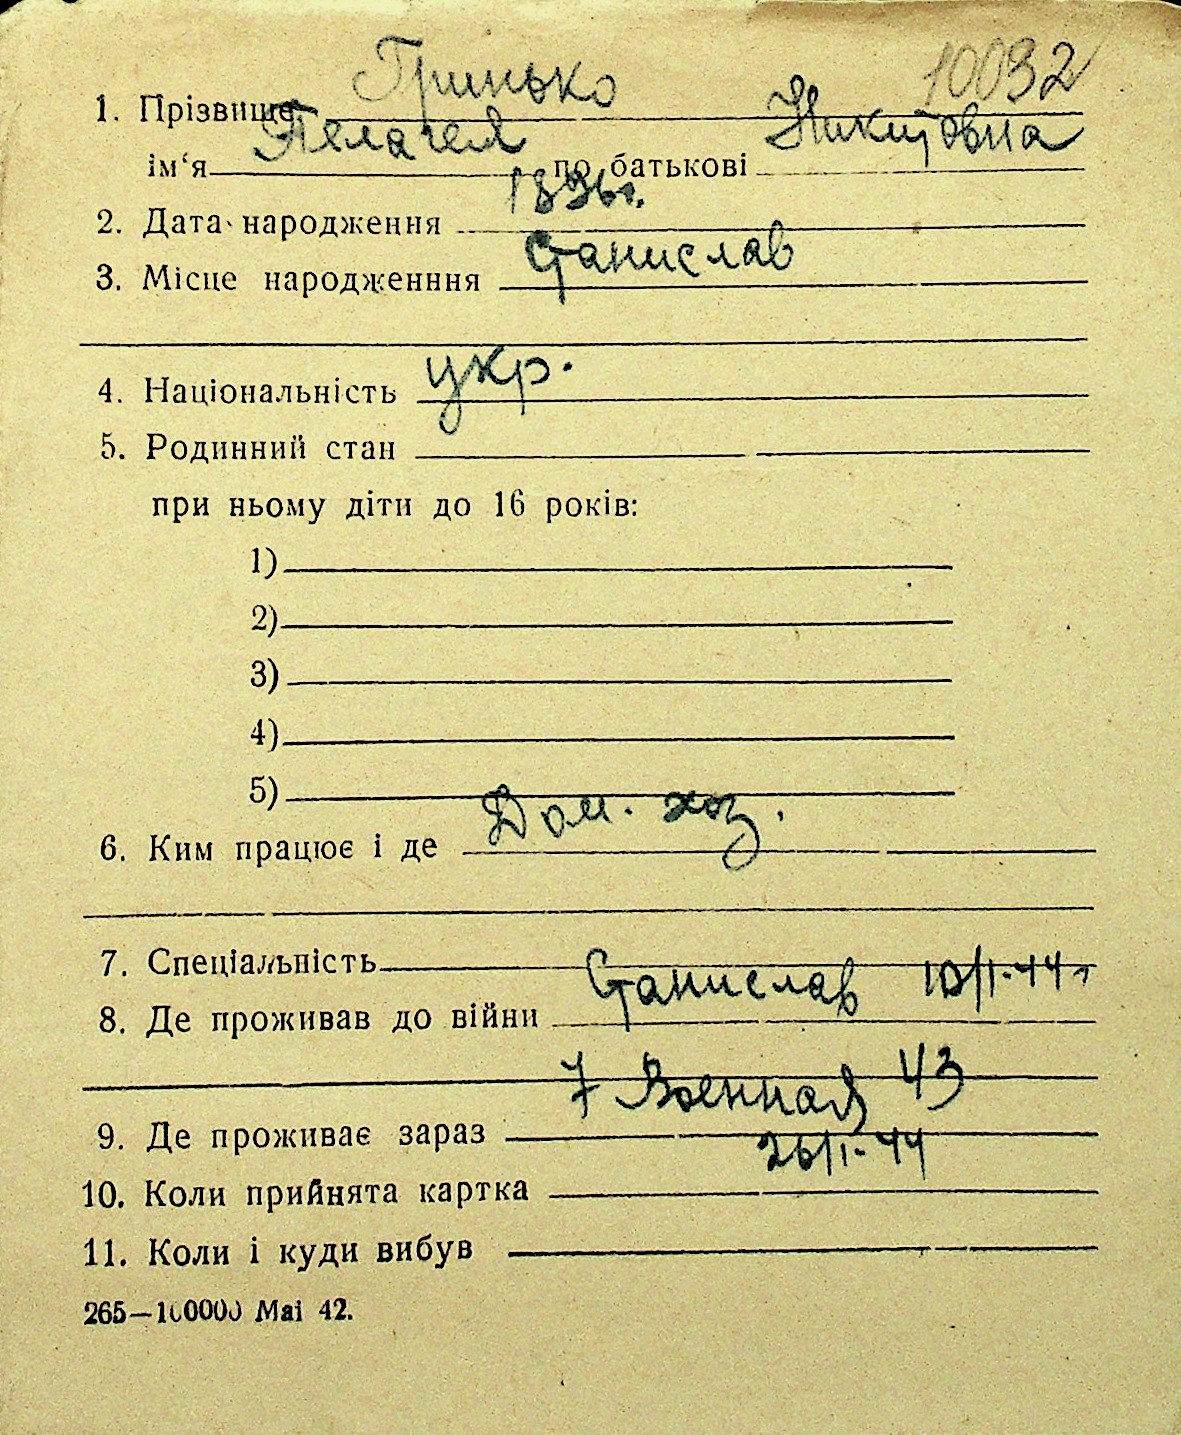 10032
1. Прізвище Гринько
ім‘я Пелагея по батькові Никитовна
2. Дата народження 1896г.
3. Місце народженння Станислав
4. Національність укр.
5. Родинний стан
при ньому діти до 16 років:
1)
2)
3)
4)
5)
6. Ким працює і де Дом. хоз.
7. Спеціальність
8. Де проживав до війни Станислав 10/I-44г
9. Де проживає зараз 7 Военная 43
10. Коли прийнята картка 26/I-44
11. Коли і куди вибув
265—100000 Mai 42.